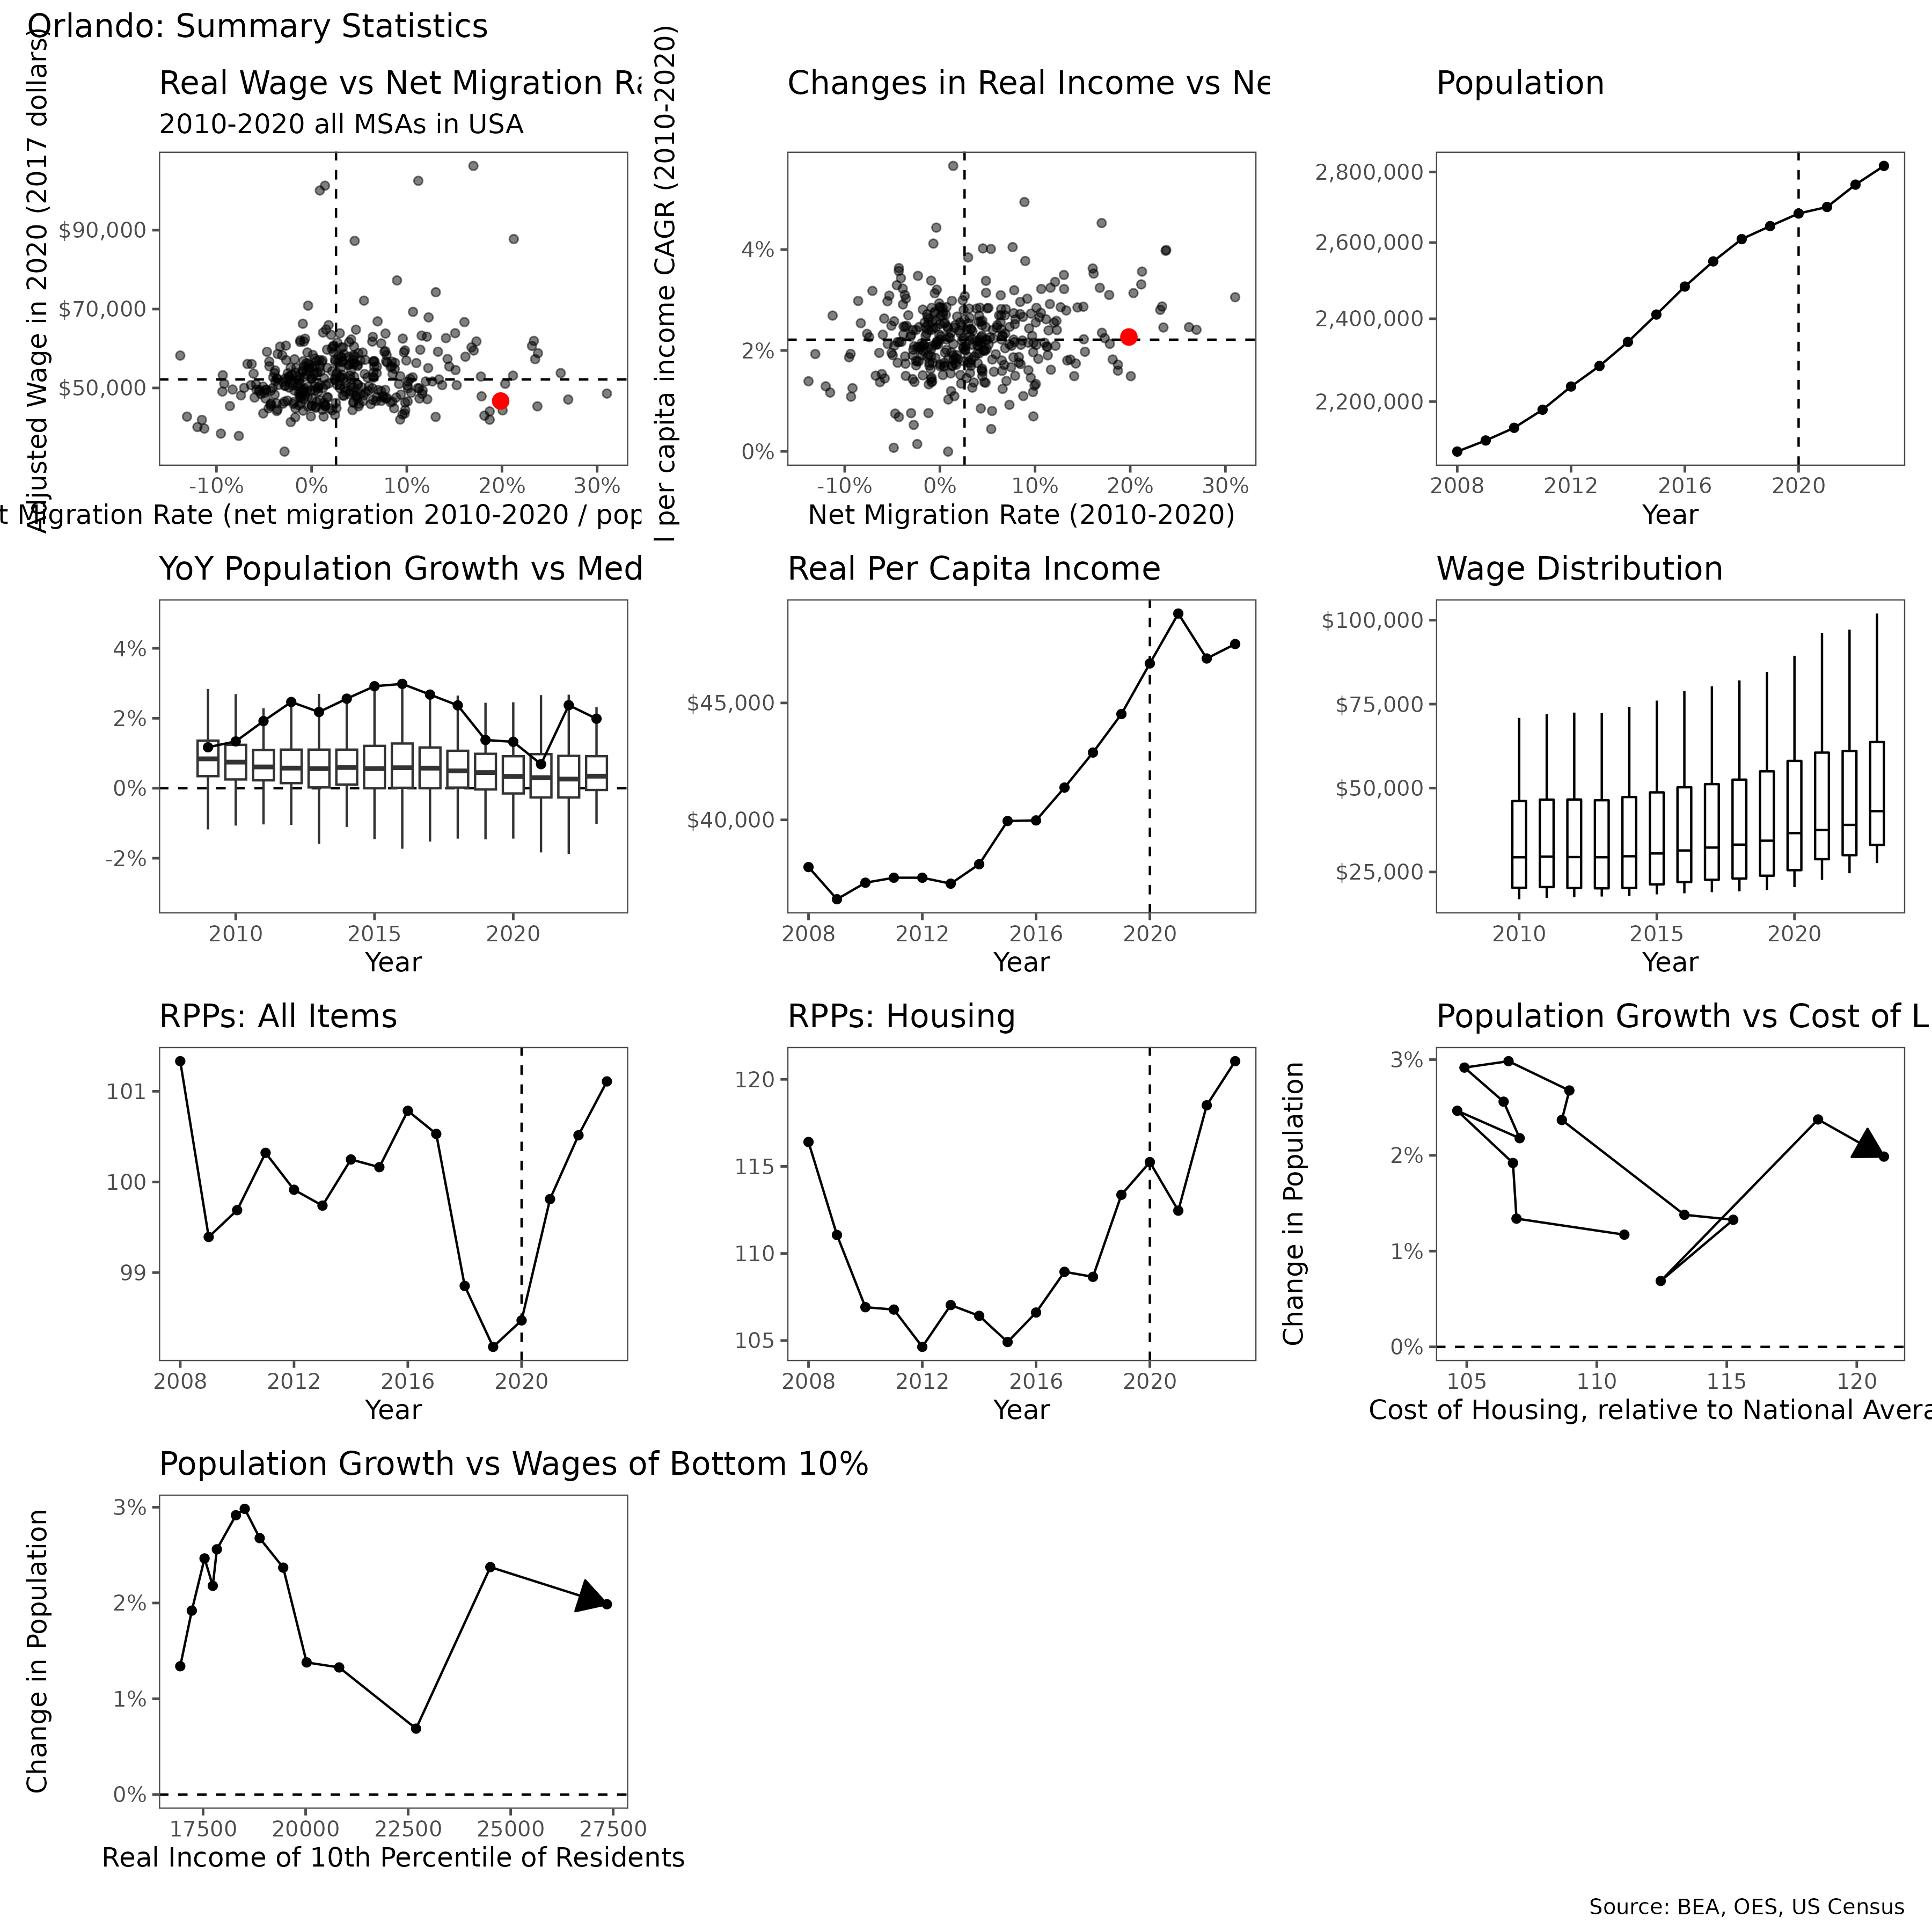 Orlando: Summary Statistics
Real Wage vs Net Migration
2010-2020 all MSAs in USA
Adjusted Wage in 2020 (2017 dollars)
$90,000
$70,000
$50,000
-10% 0% 10% 20% 30%
Migration Rate (net migration 2010-2020 /
Changes in Real Income vs
per capita income CAGR (2010-2020)
4%
2%
0%
-10% 0% 10% 20% 30%
Net Migration Rate (2010-2020)
Population
2,800,000
2,600,000
2,400,000
2,200,000
2008 2012 2016 2020
Year
YoY Population Growth vs
4%
2%
0%
-2%
2010 2015 2020
Year
Real Per Capita Income
$45,000
$40,000
2008 2012 2016 2020
Year
Wage Distribution
$100,000
$75,000
$50,000
$25,000
2010 2015 2020
Year
RPPs: All Items
101
100
99
2008 2012 2016 2020
Year
RPPs: Housing
120
115
110
105
2008 2012 2016 2020
Year
Population Growth vs Cost of
Change in Population
3%
2%
1%
0%
105 110 115 120
Cost of Housing, relative to National
Population Growth vs Wages of Bottom 10%
Change in Population
3%
2%
1%
0%
17500 20000 22500 25000 27500
Real Income of 10th Percentile of Residents
Source: BEA, OES, US Census